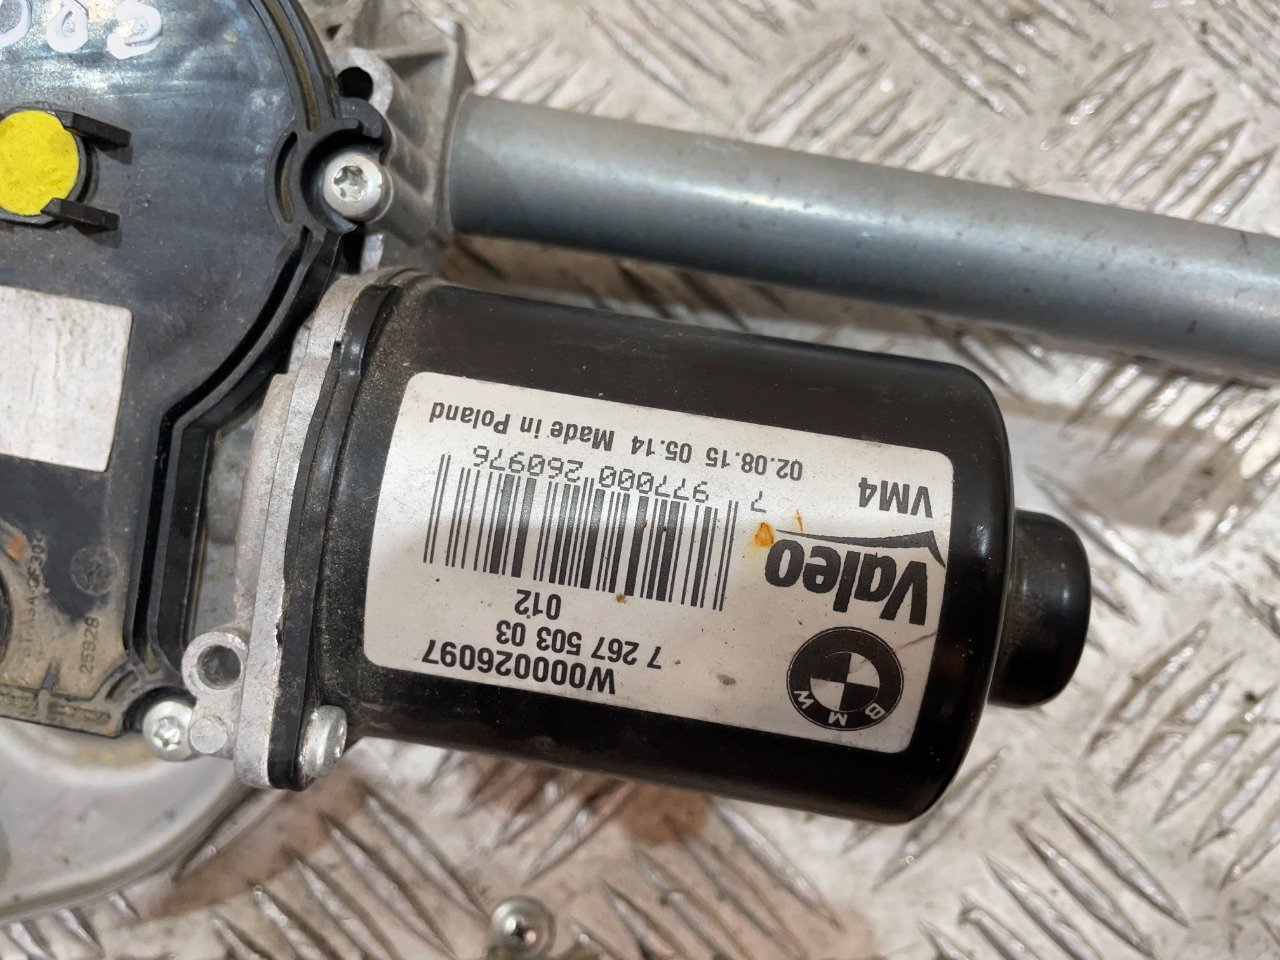 BMW
Valeo
VM4
W000026097
7 267 503 03
012
7 977000 260976
02.08.15 05.14 Made in Poland
25828